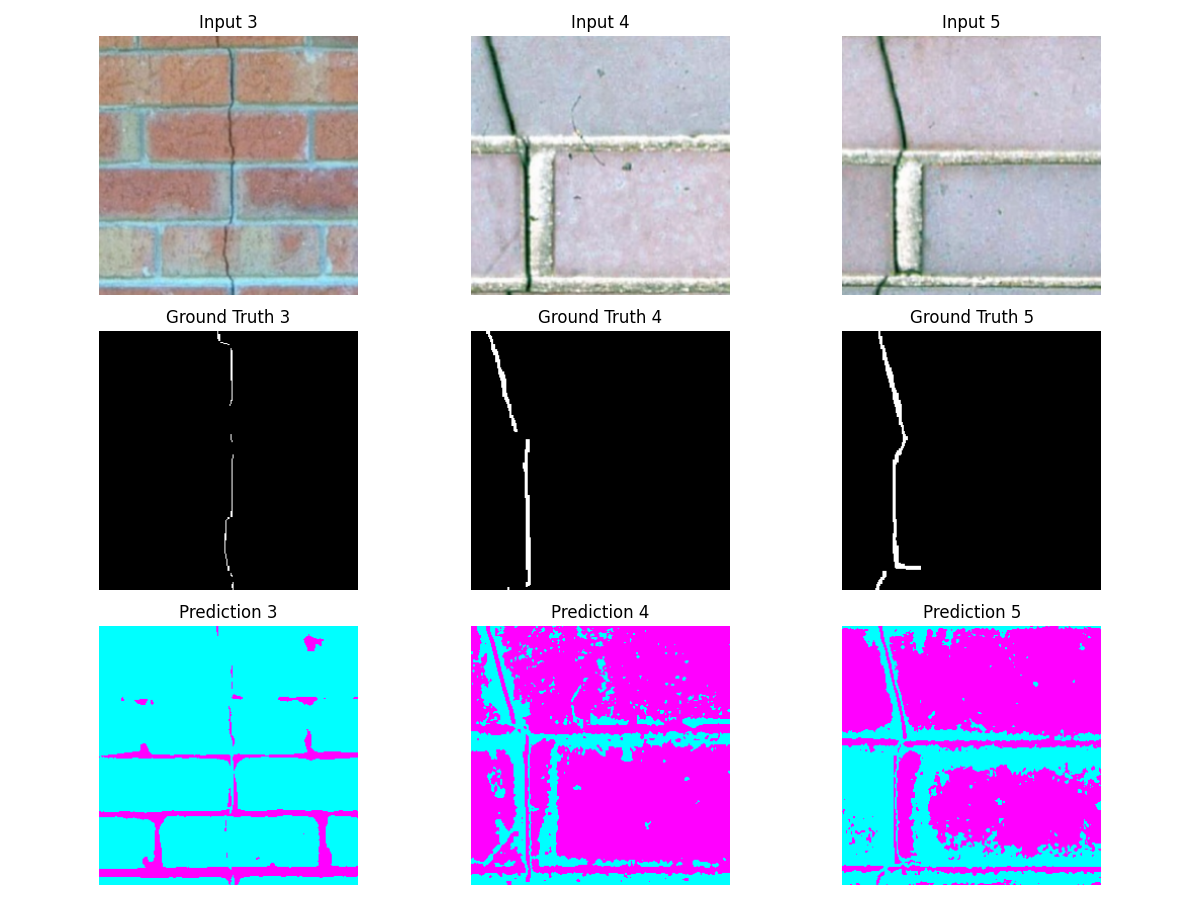 Input 3
Input 4
Input 5
Ground Truth 3
Ground Truth 4
Ground Truth 5
Prediction 3
Prediction 4
Prediction 5